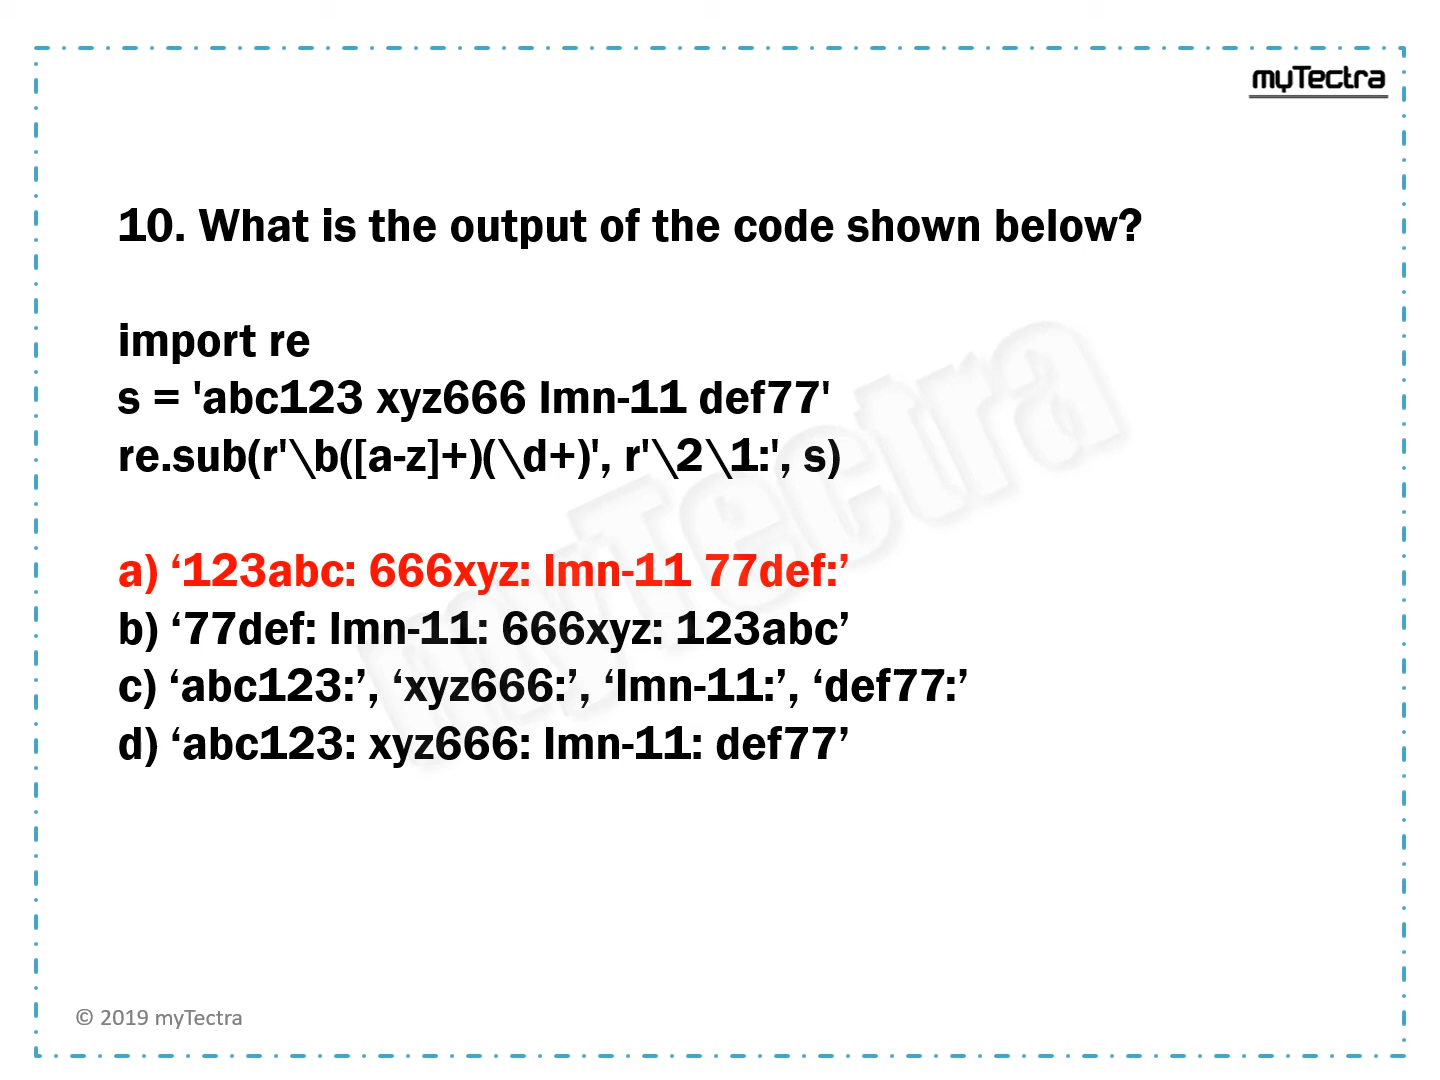 myTectra
10. What is the output of the code shown below?
import re
s = 'abc123 xyz666 lmn-11 def77'
re.sub(r'\b([a-z]+)(\d+)', r'\2\1:', s)
a) ‘123abc: 666xyz: lmn-11 77def:’
b) ‘77def: lmn-11: 666xyz: 123abc’
c) ‘abc123:’, ‘xyz666:’, ‘lmn-11:’, ‘def77:’
d) ‘abc123: xyz666: lmn-11: def77’
myTectra
© 2019 myTectra